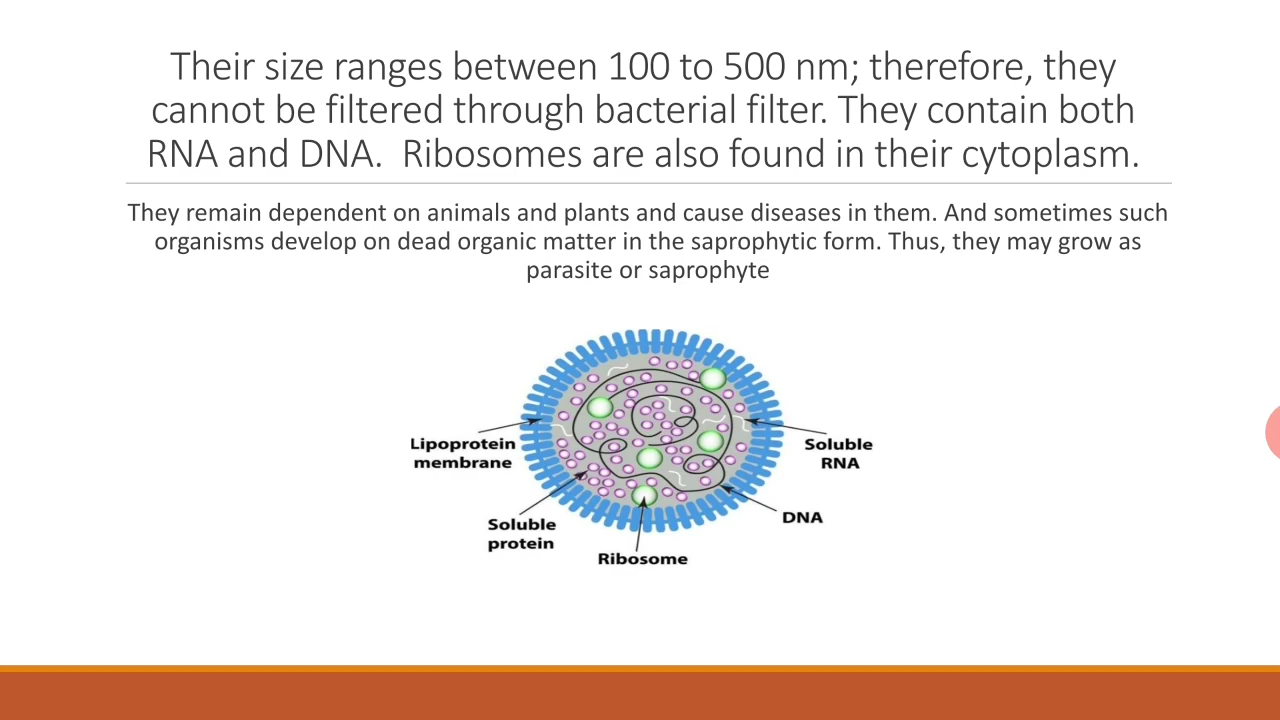 Their size ranges between 100 to 500 nm; therefore, they
cannot be filtered through bacterial filter. They contain both
RNA and DNA.  Ribosomes are also found in their cytoplasm.
They remain dependent on animals and plants and cause diseases in them. And sometimes such
organisms develop on dead organic matter in the saprophytic form. Thus, they may grow as
parasite or saprophyte
Lipoprotein
membrane
Soluble
RNA
Soluble
protein
DNA
Ribosome